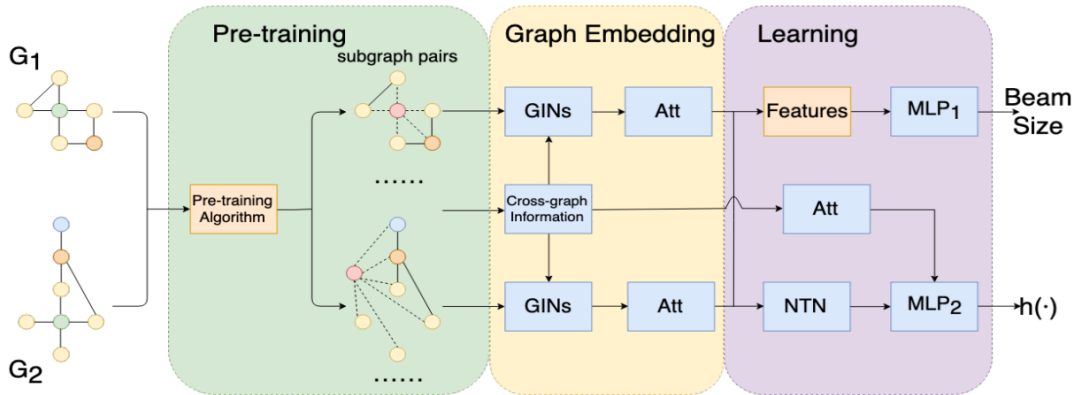 Pre-training
Graph Embedding
Learning
G1
subgraph pairs
GINs
Att
Features
MLP1
Beam
Size
......
Pre-training
Algorithm
Cross-graph
Information
Att
GINs
Att
NTN
MLP2
h(·)
G2
......